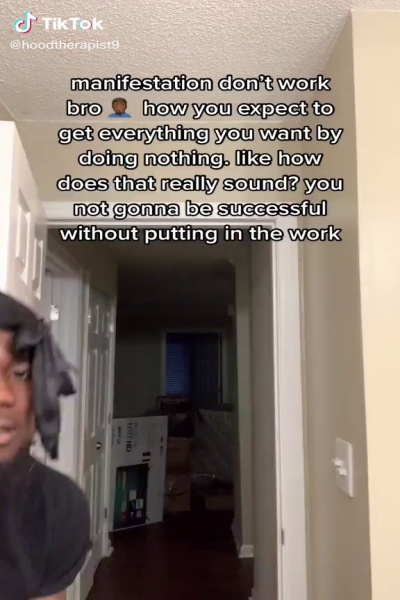 TikTok
@hoodtherapist9
manifestation don't work
bro 🤦🏾‍♂️ how you expect to
get everything you want by
doing nothing. like how
does that really sound? you
not gonna be successful
without putting in the work